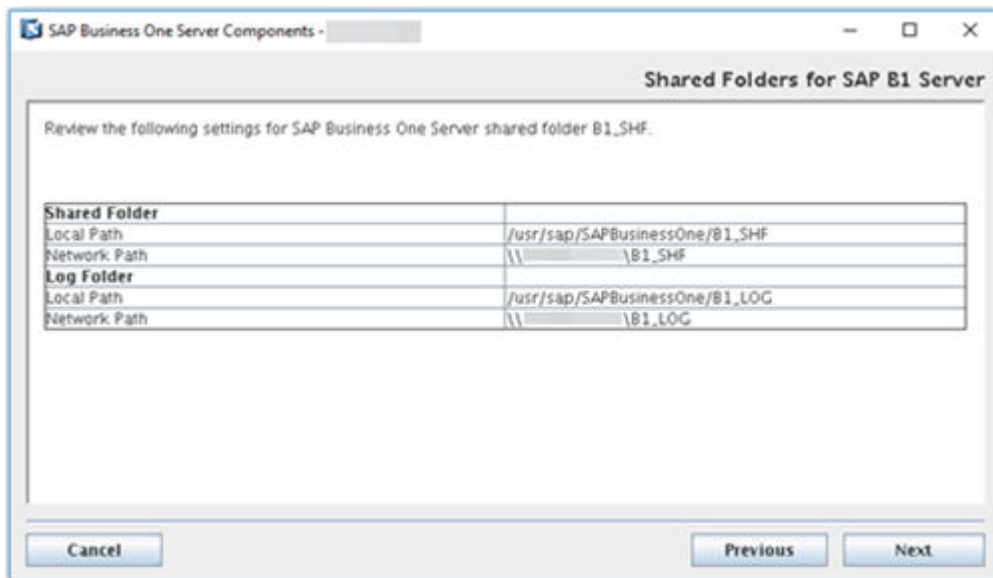 SAP Business One Server Components -
Shared Folders for SAP B1 Server
Review the following settings for SAP Business One Server shared folder B1_SHF.
Shared Folder
Local Path /usr/sap/SAPBusinessOne/B1_SHF
Network Path \\ \B1_SHF
Log Folder
Local Path /usr/sap/SAPBusinessOne/B1_LOG
Network Path \\ \B1_LOG
Cancel Previous Next